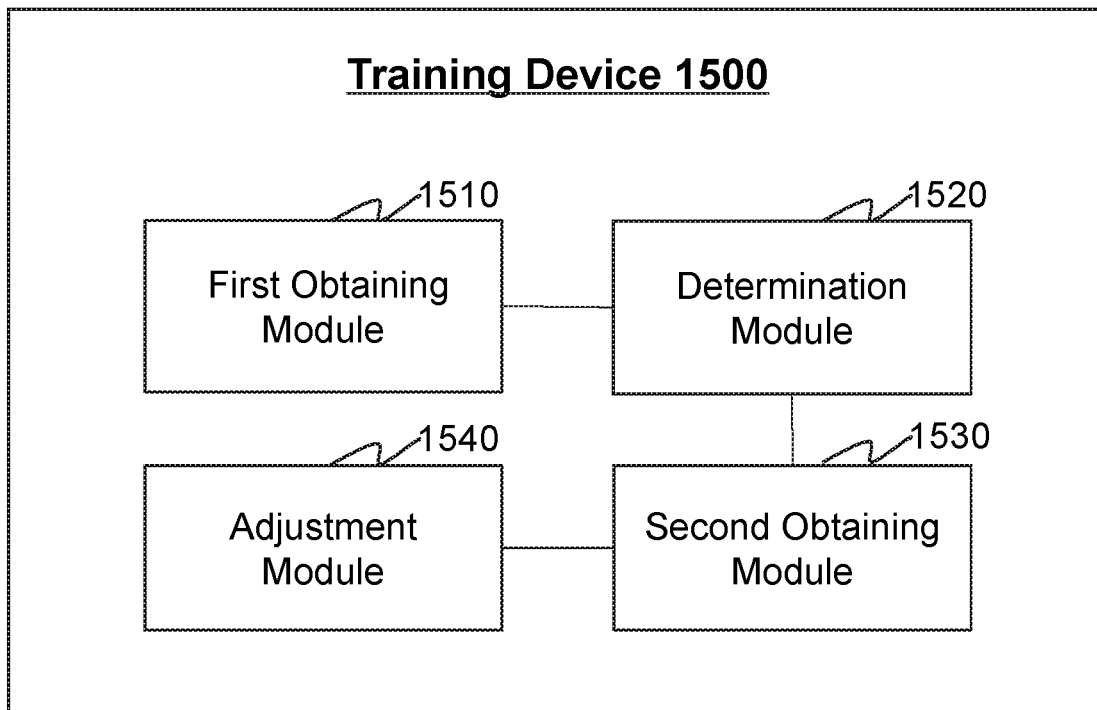 Training Device 1500
1510
1520
First Obtaining
Module
Determination
Module
1540
1530
Adjustment
Module
Second Obtaining
Module